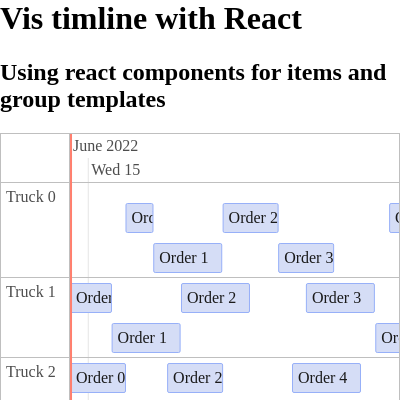 Vis timline with React
Using react components for items and
group templates
June 2022
Wed 15
Truck 0
Order 2
Order 1
Order 3
Truck 1
Order
Order 2
Order 3
Order 1
Truck 2
Order 0
Order 2
Order 4